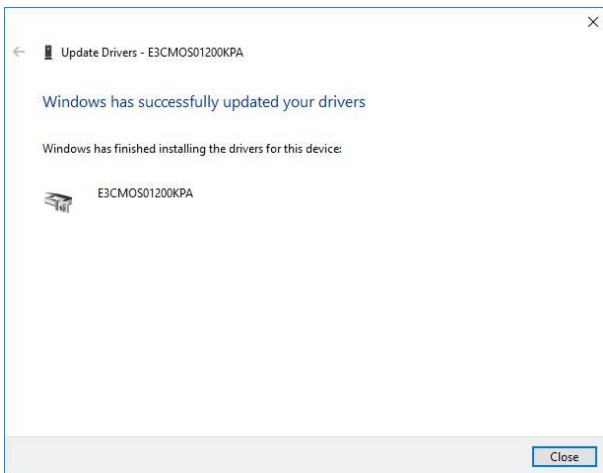 Update Drivers - E3CMOS01200KPA
Windows has successfully updated your drivers
Windows has finished installing the drivers for this device:
E3CMOS01200KPA
Close